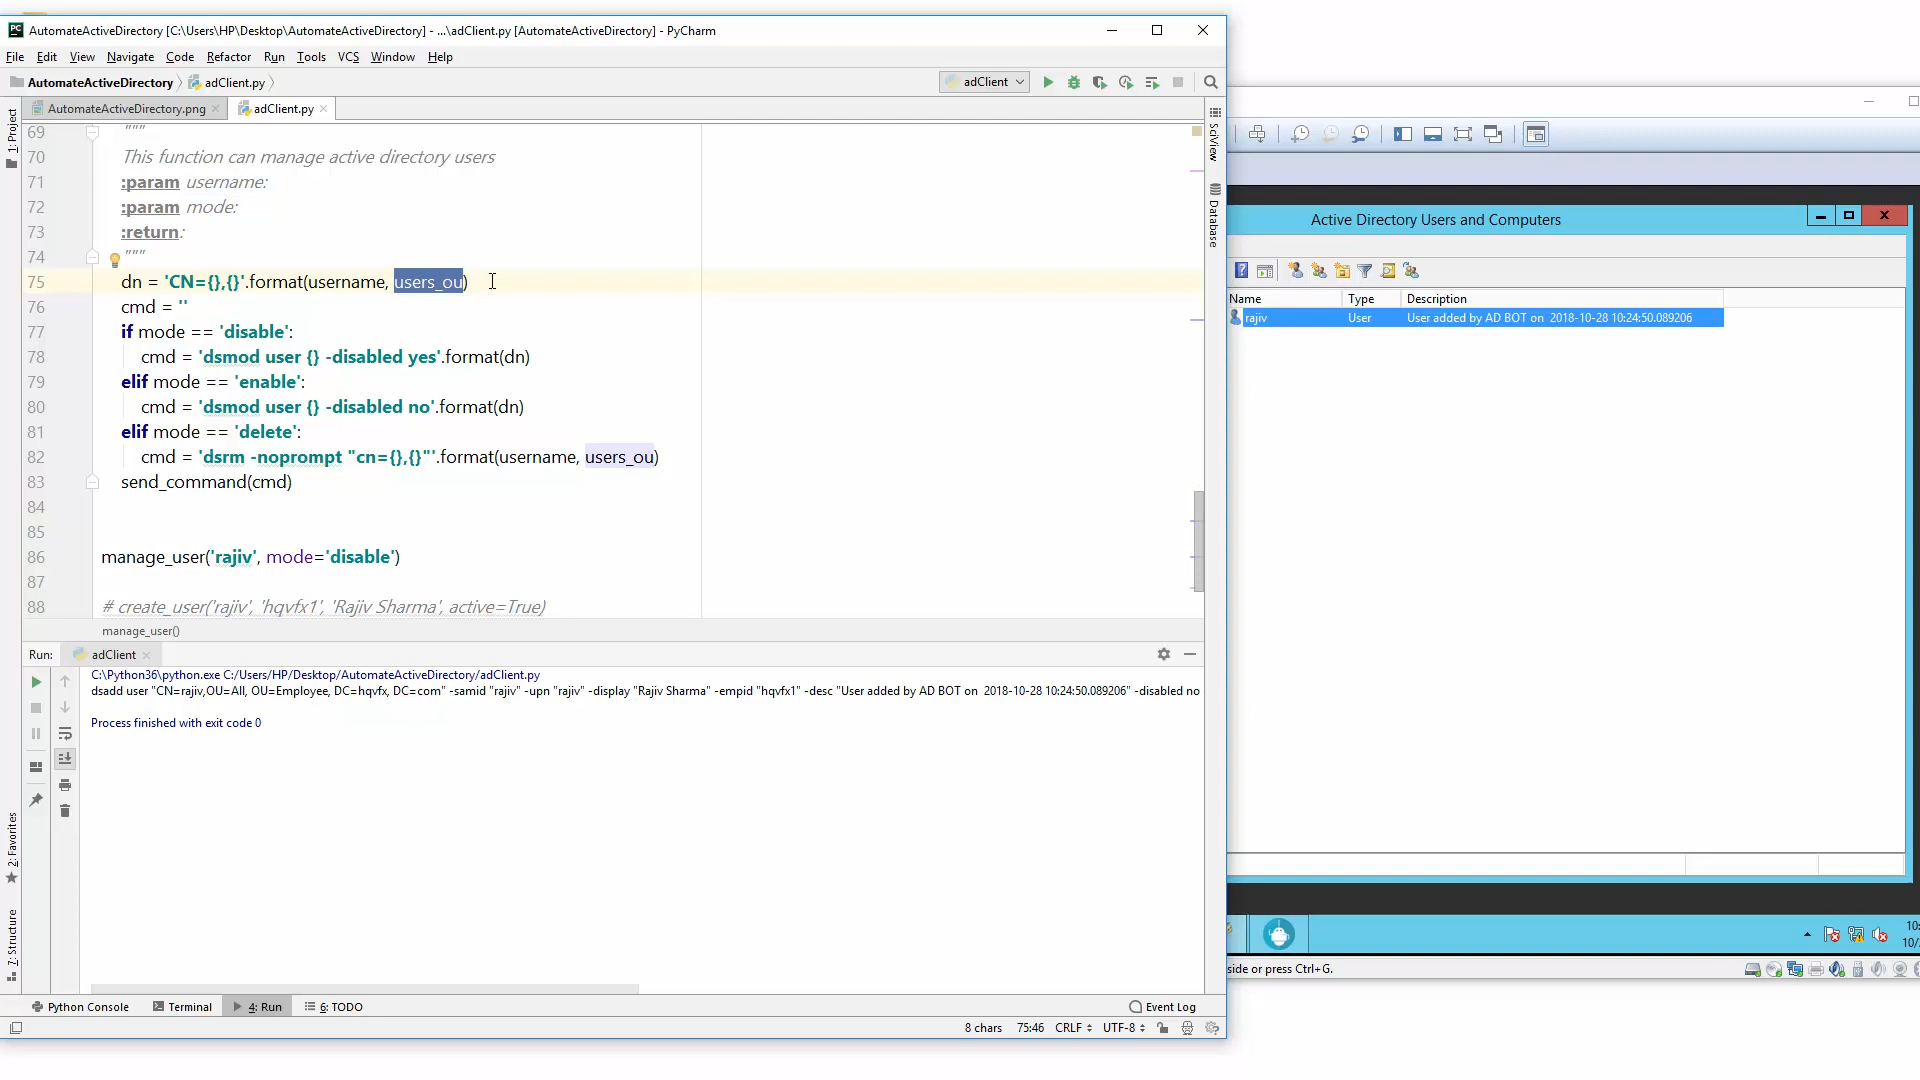 AutomateActiveDirectory [C:\Users\HP\Desktop\AutomateActiveDirectory] - ...\adClient.py [AutomateActiveDirectory] - PyCharm
File Edit View Navigate Code Refactor Run Tools VCS Window Help
AutomateActiveDirectory adClient.py
adClient
AutomateActiveDirectory.png adClient.py
1: Project
SciView
Database
69 """
70 This function can manage active directory users
71 :param username:
72 :param mode:
73 :return:
74 """
75 dn = 'CN={},{}'.format(username, users_ou)
76 cmd = ''
77 if mode == 'disable':
78 cmd = 'dsmod user {} -disabled yes'.format(dn)
79 elif mode == 'enable':
80 cmd = 'dsmod user {} -disabled no'.format(dn)
81 elif mode == 'delete':
82 cmd = 'dsrm -noprompt "cn={},{}"'.format(username, users_ou)
83 send_command(cmd)
84
85
86 manage_user('rajiv', mode='disable')
87
88 # create_user('rajiv', 'hqvfx1', 'Rajiv Sharma', active=True)
manage_user()
Run: adClient
C:\Python36\python.exe C:/Users/HP/Desktop/AutomateActiveDirectory/adClient.py
dsadd user "CN=rajiv,OU=All, OU=Employee, DC=hqvfx, DC=com" -samid "rajiv" -upn "rajiv" -display "Rajiv Sharma" -empid "hqvfx1" -desc "User added by AD BOT on  2018-10-28 10:24:50.089206" -disabled no
Process finished with exit code 0
2: Favorites
7: Structure
Python Console Terminal 4: Run 6: TODO Event Log
8 chars 75:46 CRLF UTF-8
Active Directory Users and Computers
Name Type Description
rajiv User User added by AD BOT on  2018-10-28 10:24:50.089206
10:
10/
side or press Ctrl+G.